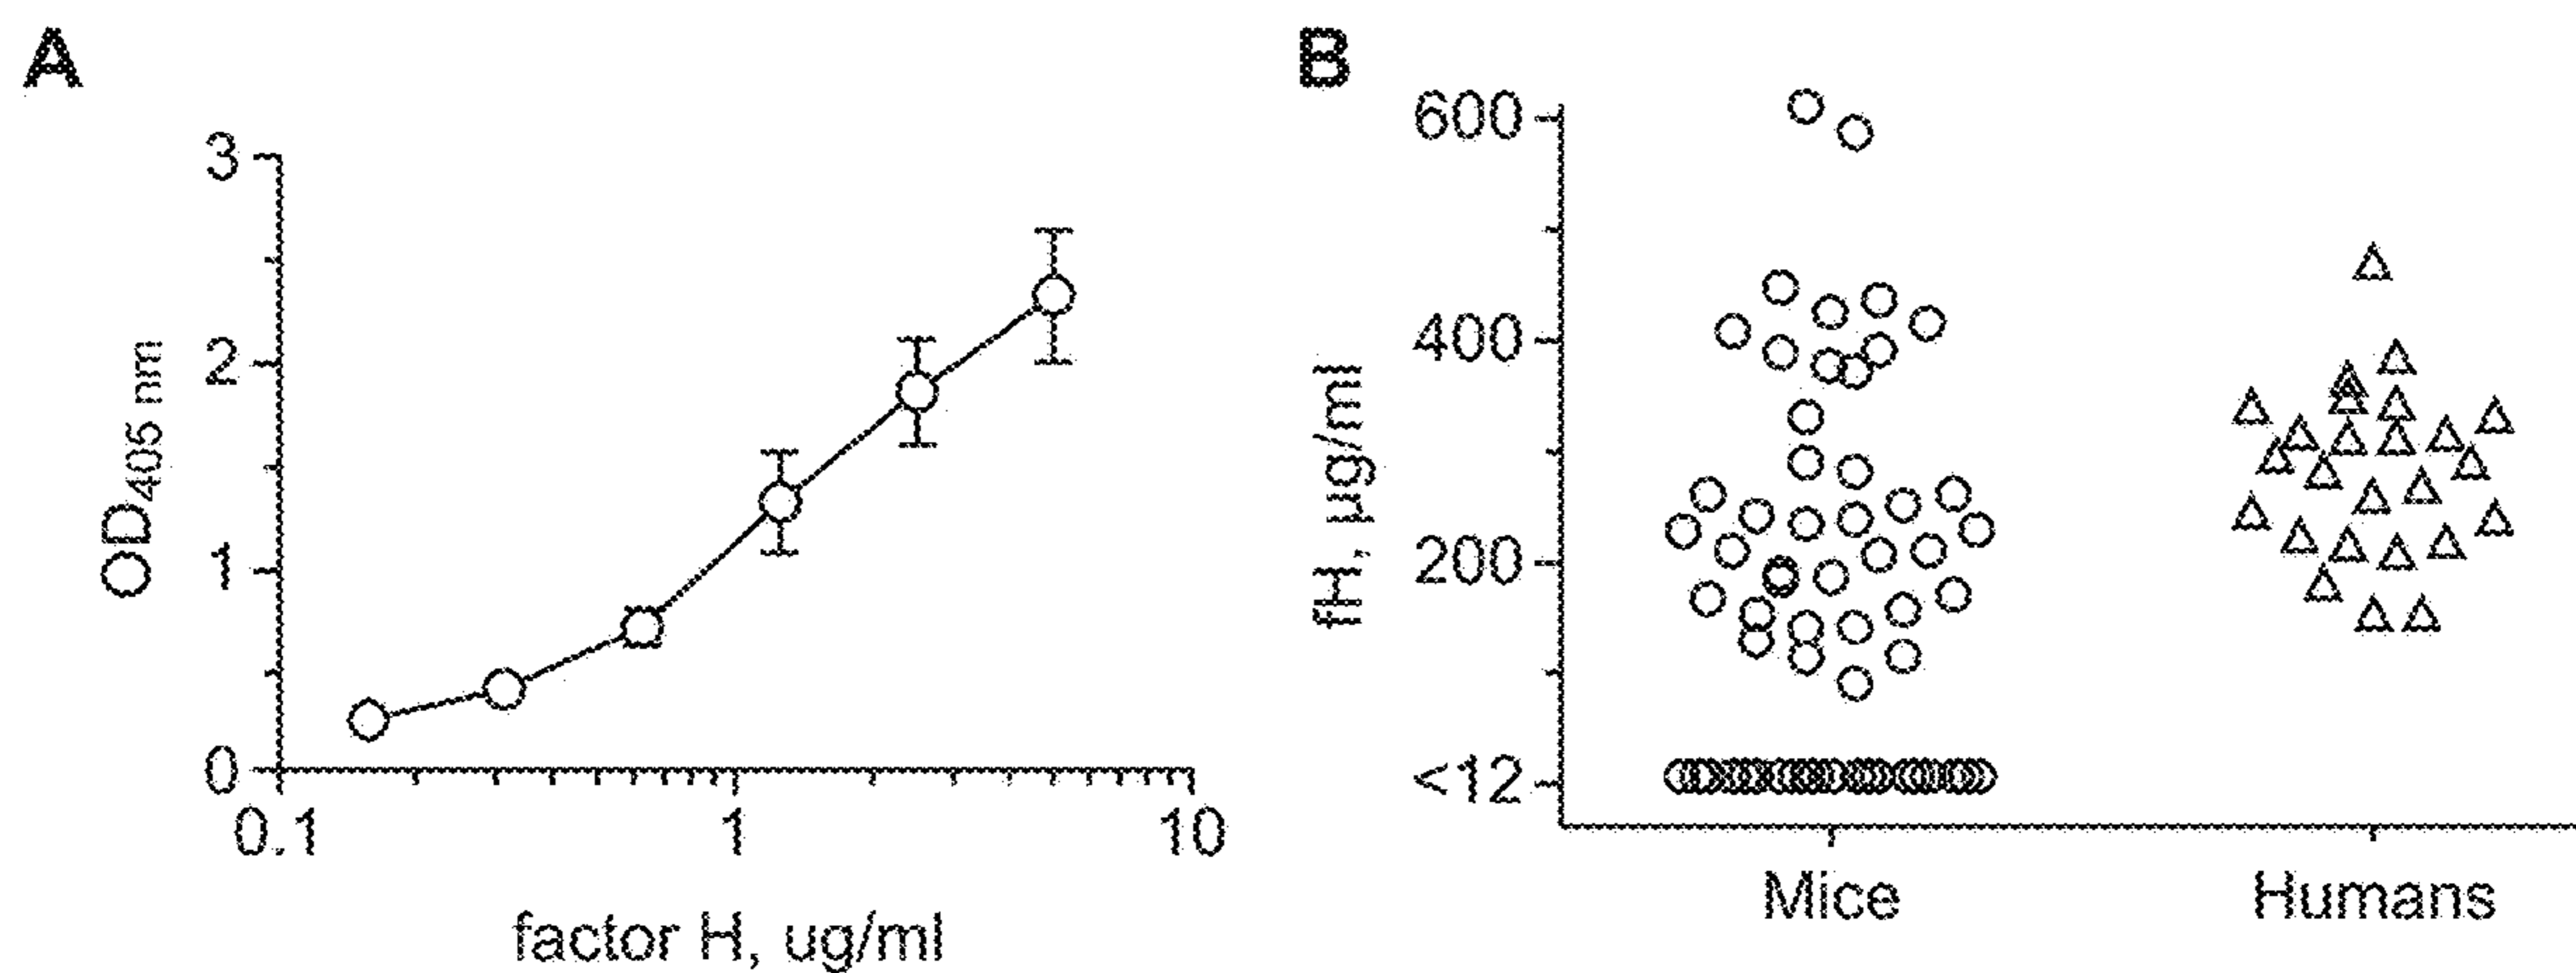 A
3
2
1
0
OD405 nm
0.1
1
10
factor H, ug/ml
B
600
400
200
<12
fH, µg/ml
Mice
Humans